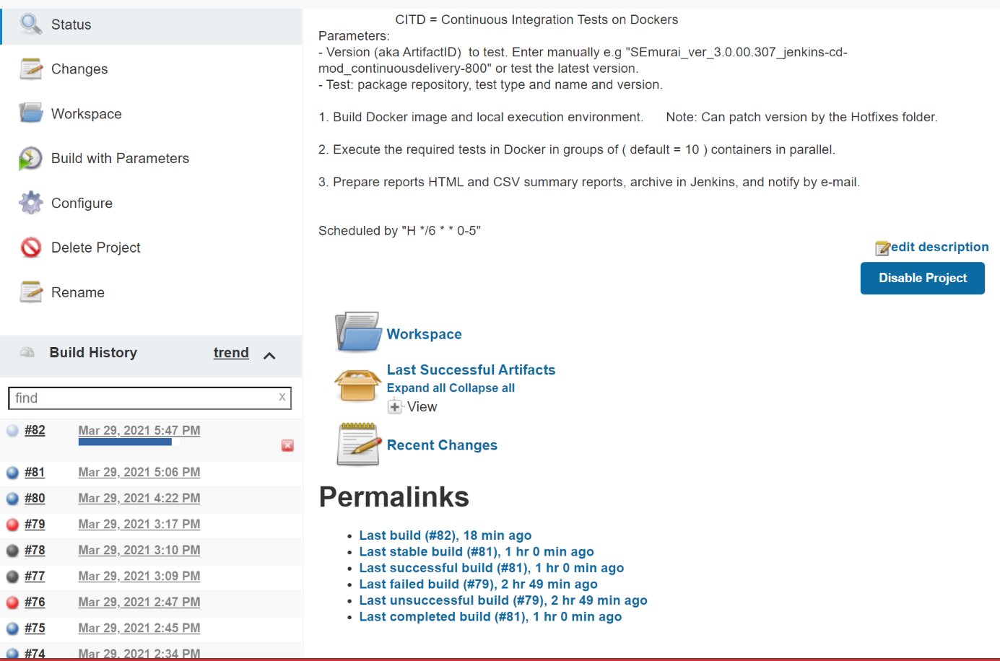 Status
Changes
Workspace
Build with Parameters
Configure
Delete Project
Rename
Build History trend
find x
#82 Mar 29, 2021 5:47 PM
#81 Mar 29, 2021 5:06 PM
#80 Mar 29, 2021 4:22 PM
#79 Mar 29, 2021 3:17 PM
#78 Mar 29, 2021 3:10 PM
#77 Mar 29, 2021 3:09 PM
#76 Mar 29, 2021 2:47 PM
#75 Mar 29, 2021 2:45 PM
#74 Mar 29, 2021 2:34 PM
CITD = Continuous Integration Tests on Dockers
Parameters:
- Version (aka ArtifactID)  to test. Enter manually e.g "SEmurai_ver_3.0.00.307_jenkins-cd-
mod_continuousdelivery-800" or test the latest version.
- Test: package repository, test type and name and version.
1. Build Docker image and local execution environment. Note: Can patch version by the Hotfixes folder.
2. Execute the required tests in Docker in groups of ( default = 10 ) containers in parallel.
3. Prepare reports HTML and CSV summary reports, archive in Jenkins, and notify by e-mail.
Scheduled by "H */6 * * 0-5"
edit description
Disable Project
Workspace
Last Successful Artifacts
Expand all Collapse all
View
Recent Changes
Permalinks
• Last build (#82), 18 min ago
• Last stable build (#81), 1 hr 0 min ago
• Last successful build (#81), 1 hr 0 min ago
• Last failed build (#79), 2 hr 49 min ago
• Last unsuccessful build (#79), 2 hr 49 min ago
• Last completed build (#81), 1 hr 0 min ago